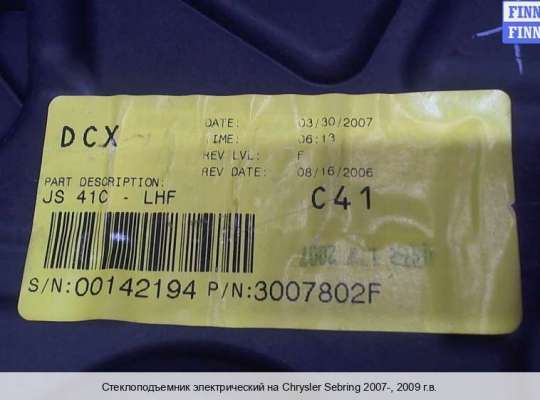 FINN
FINN
DCX
DATE: 03/30/2007
TIME: 06:13
REV LVL: F
REV DATE: 08/16/2006
PART DESCRIPTION:
JS 41C - LHF
C41
S/N:00142194 P/N:3007802F
Стеклоподъемник электрический на Chrysler Sebring 2007-, 2009 г.в.